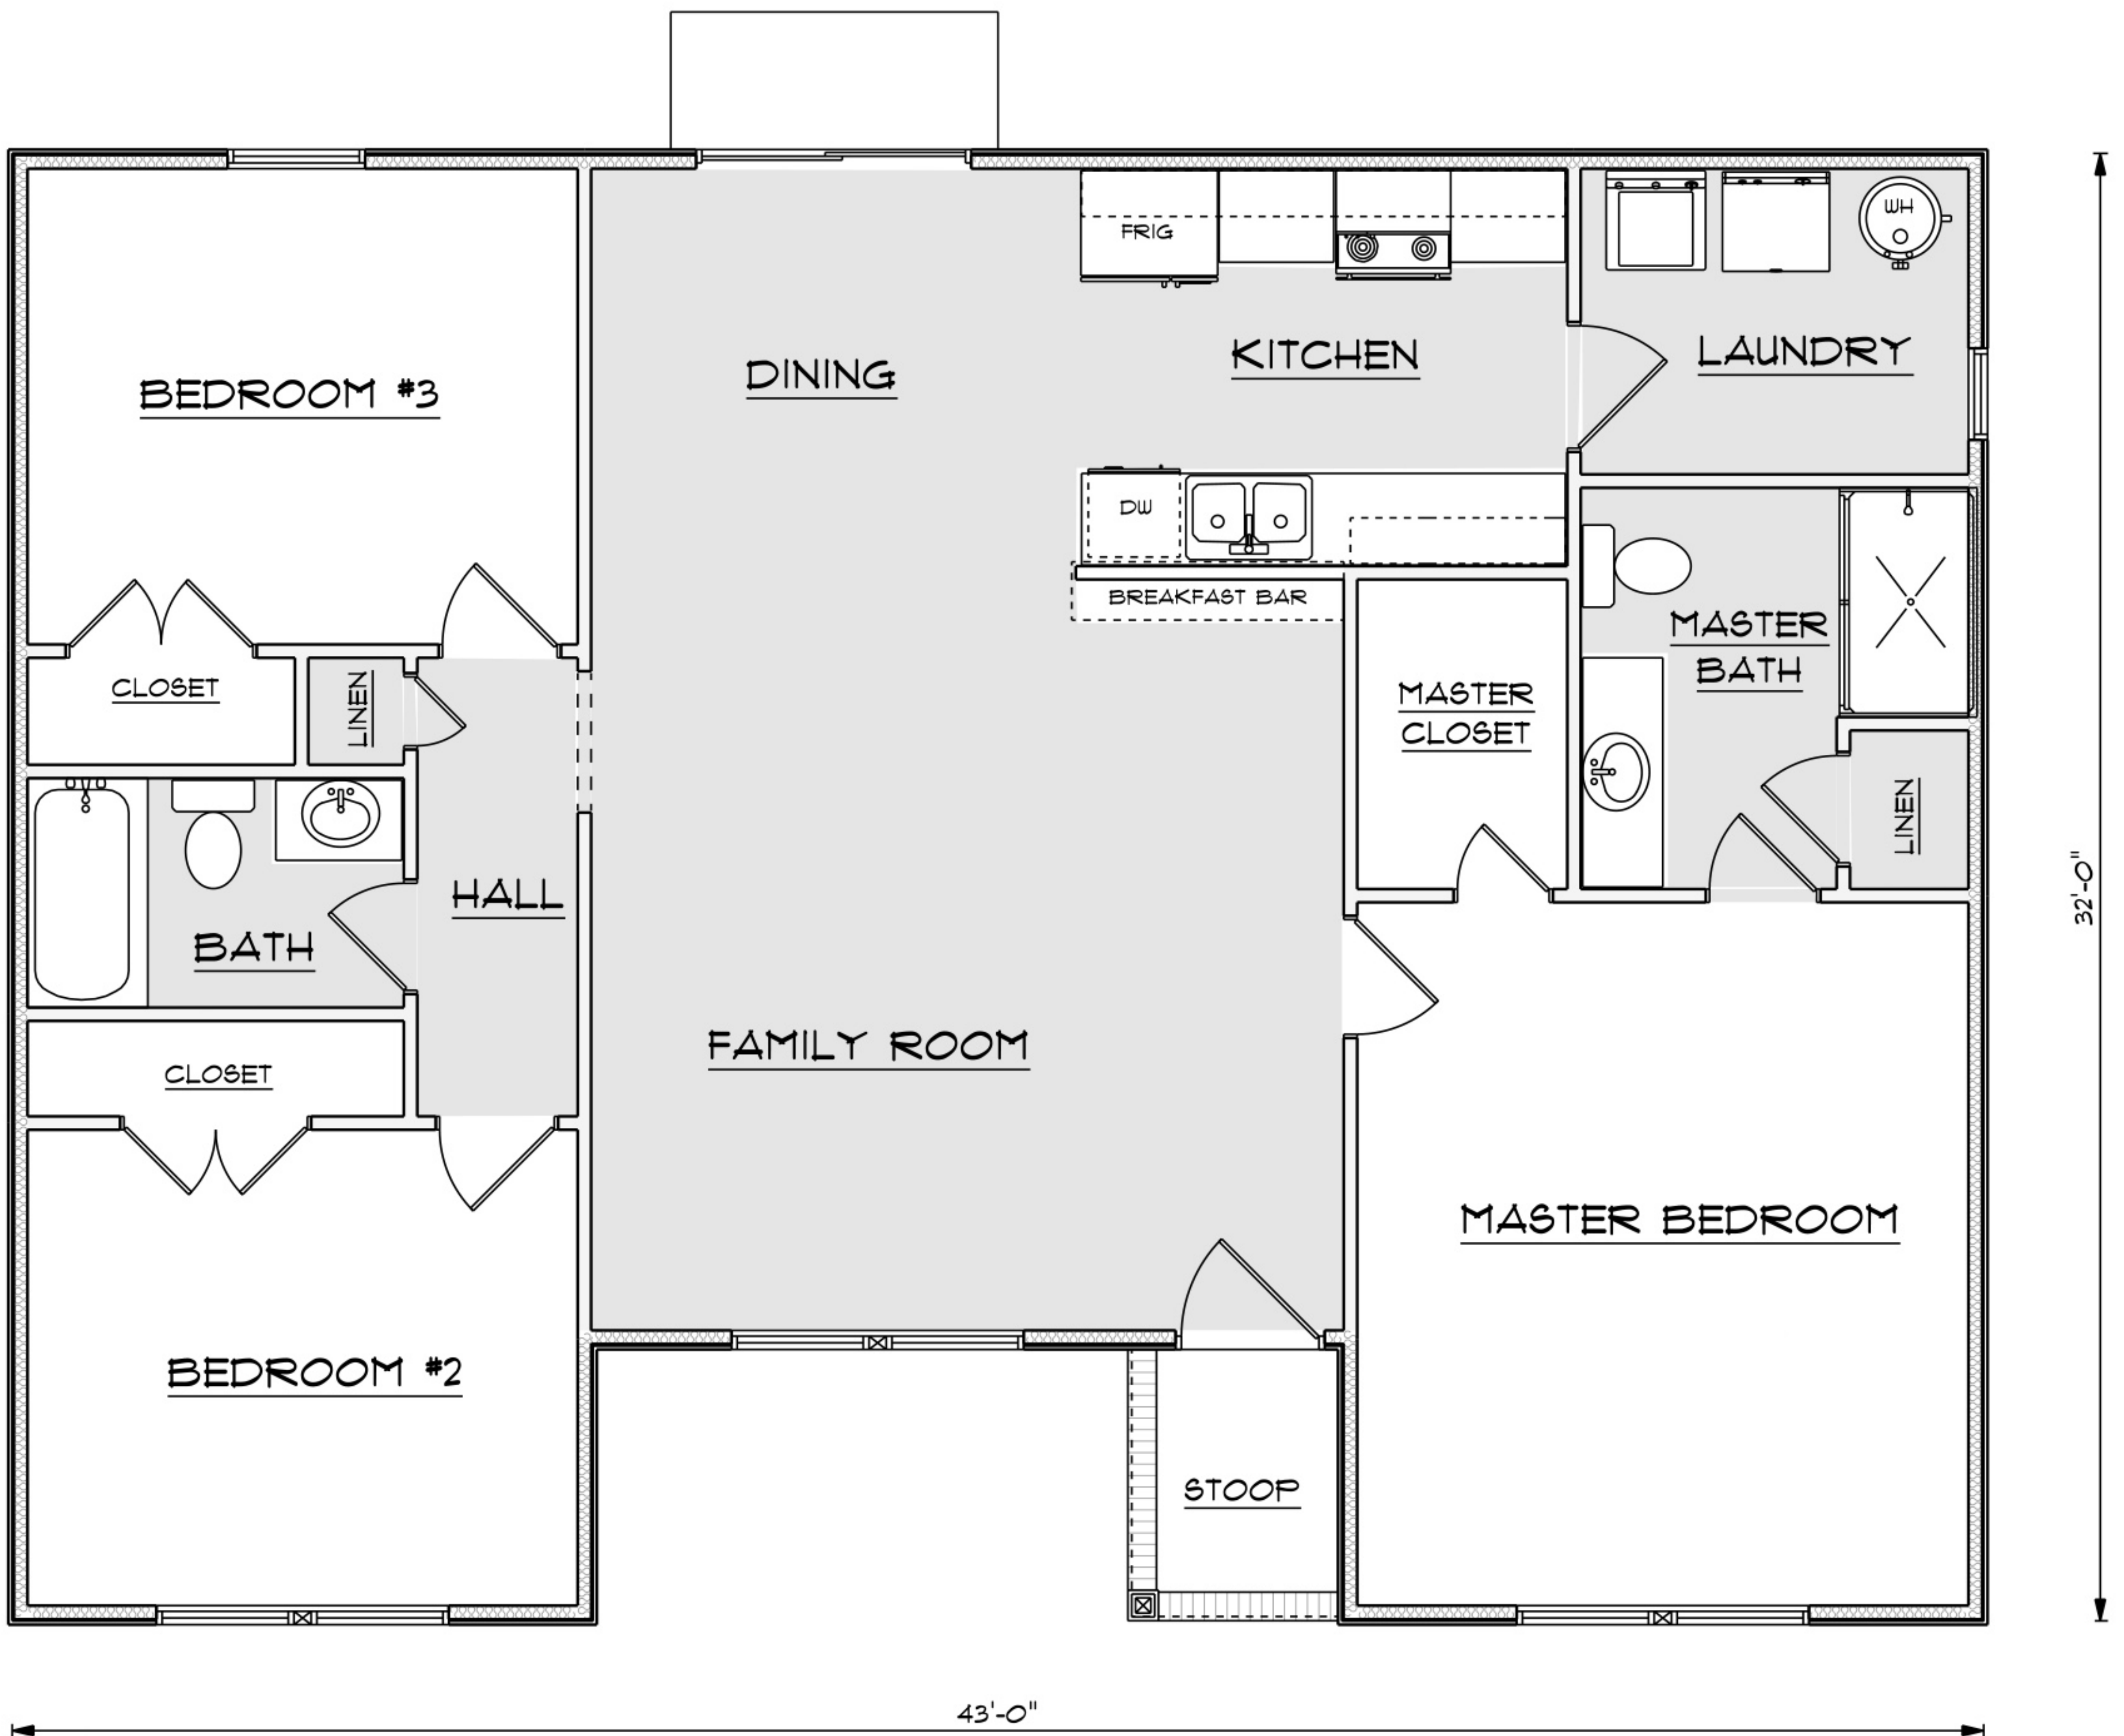 FRIG
WH
BEDROOM #3
DINING
KITCHEN
LAUNDRY
DW
BREAKFAST BAR
MASTER
BATH
CLOSET
LINEN
MASTER
CLOSET
LINEN
HALL
BATH
32'-0"
FAMILY ROOM
CLOSET
MASTER BEDROOM
BEDROOM #2
STOOP
43'-0"